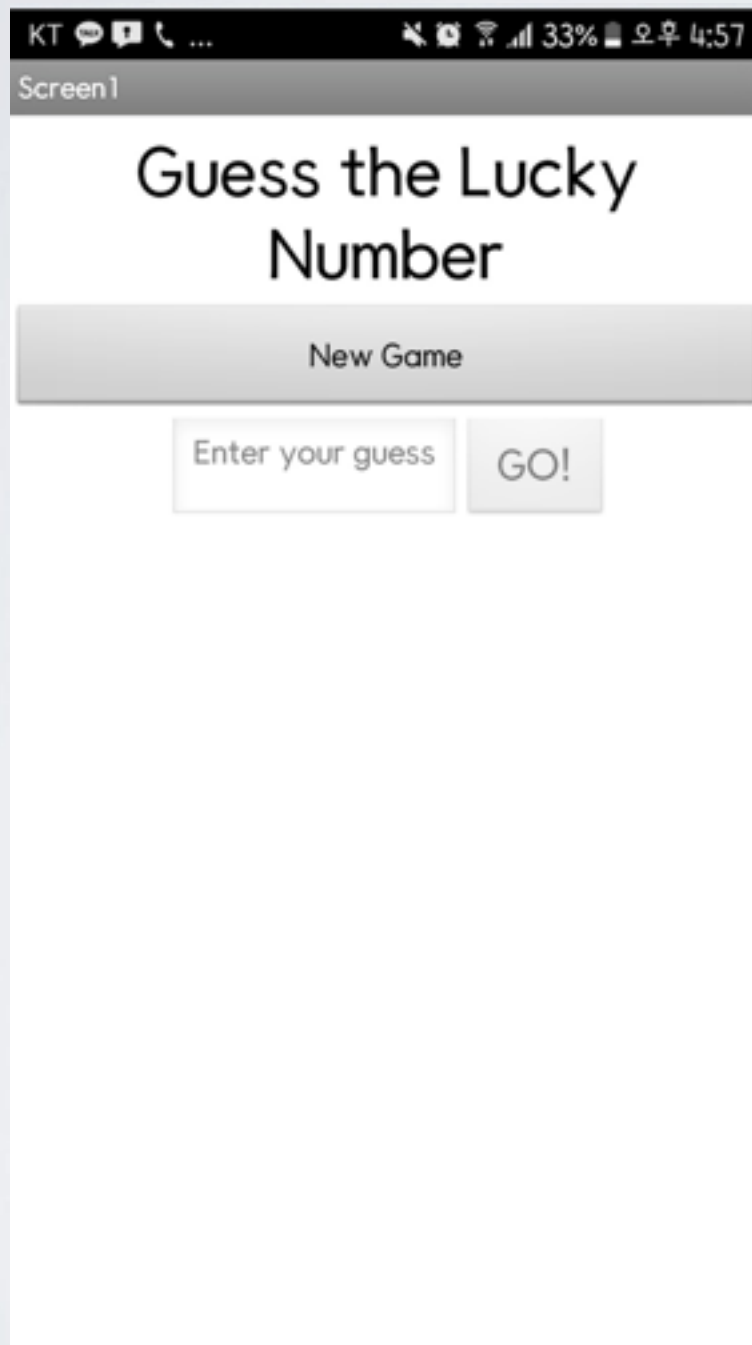 KT ... 33% 오후 4:57
Screen1
Guess the Lucky
Number
New Game
Enter your guess GO!